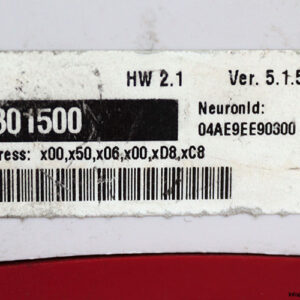 HW 2.1 Ver. 5.1.5
301500
NeuronId:
04AE9EE90300
ress: x00,x50,x06,x00,xD8,xC8